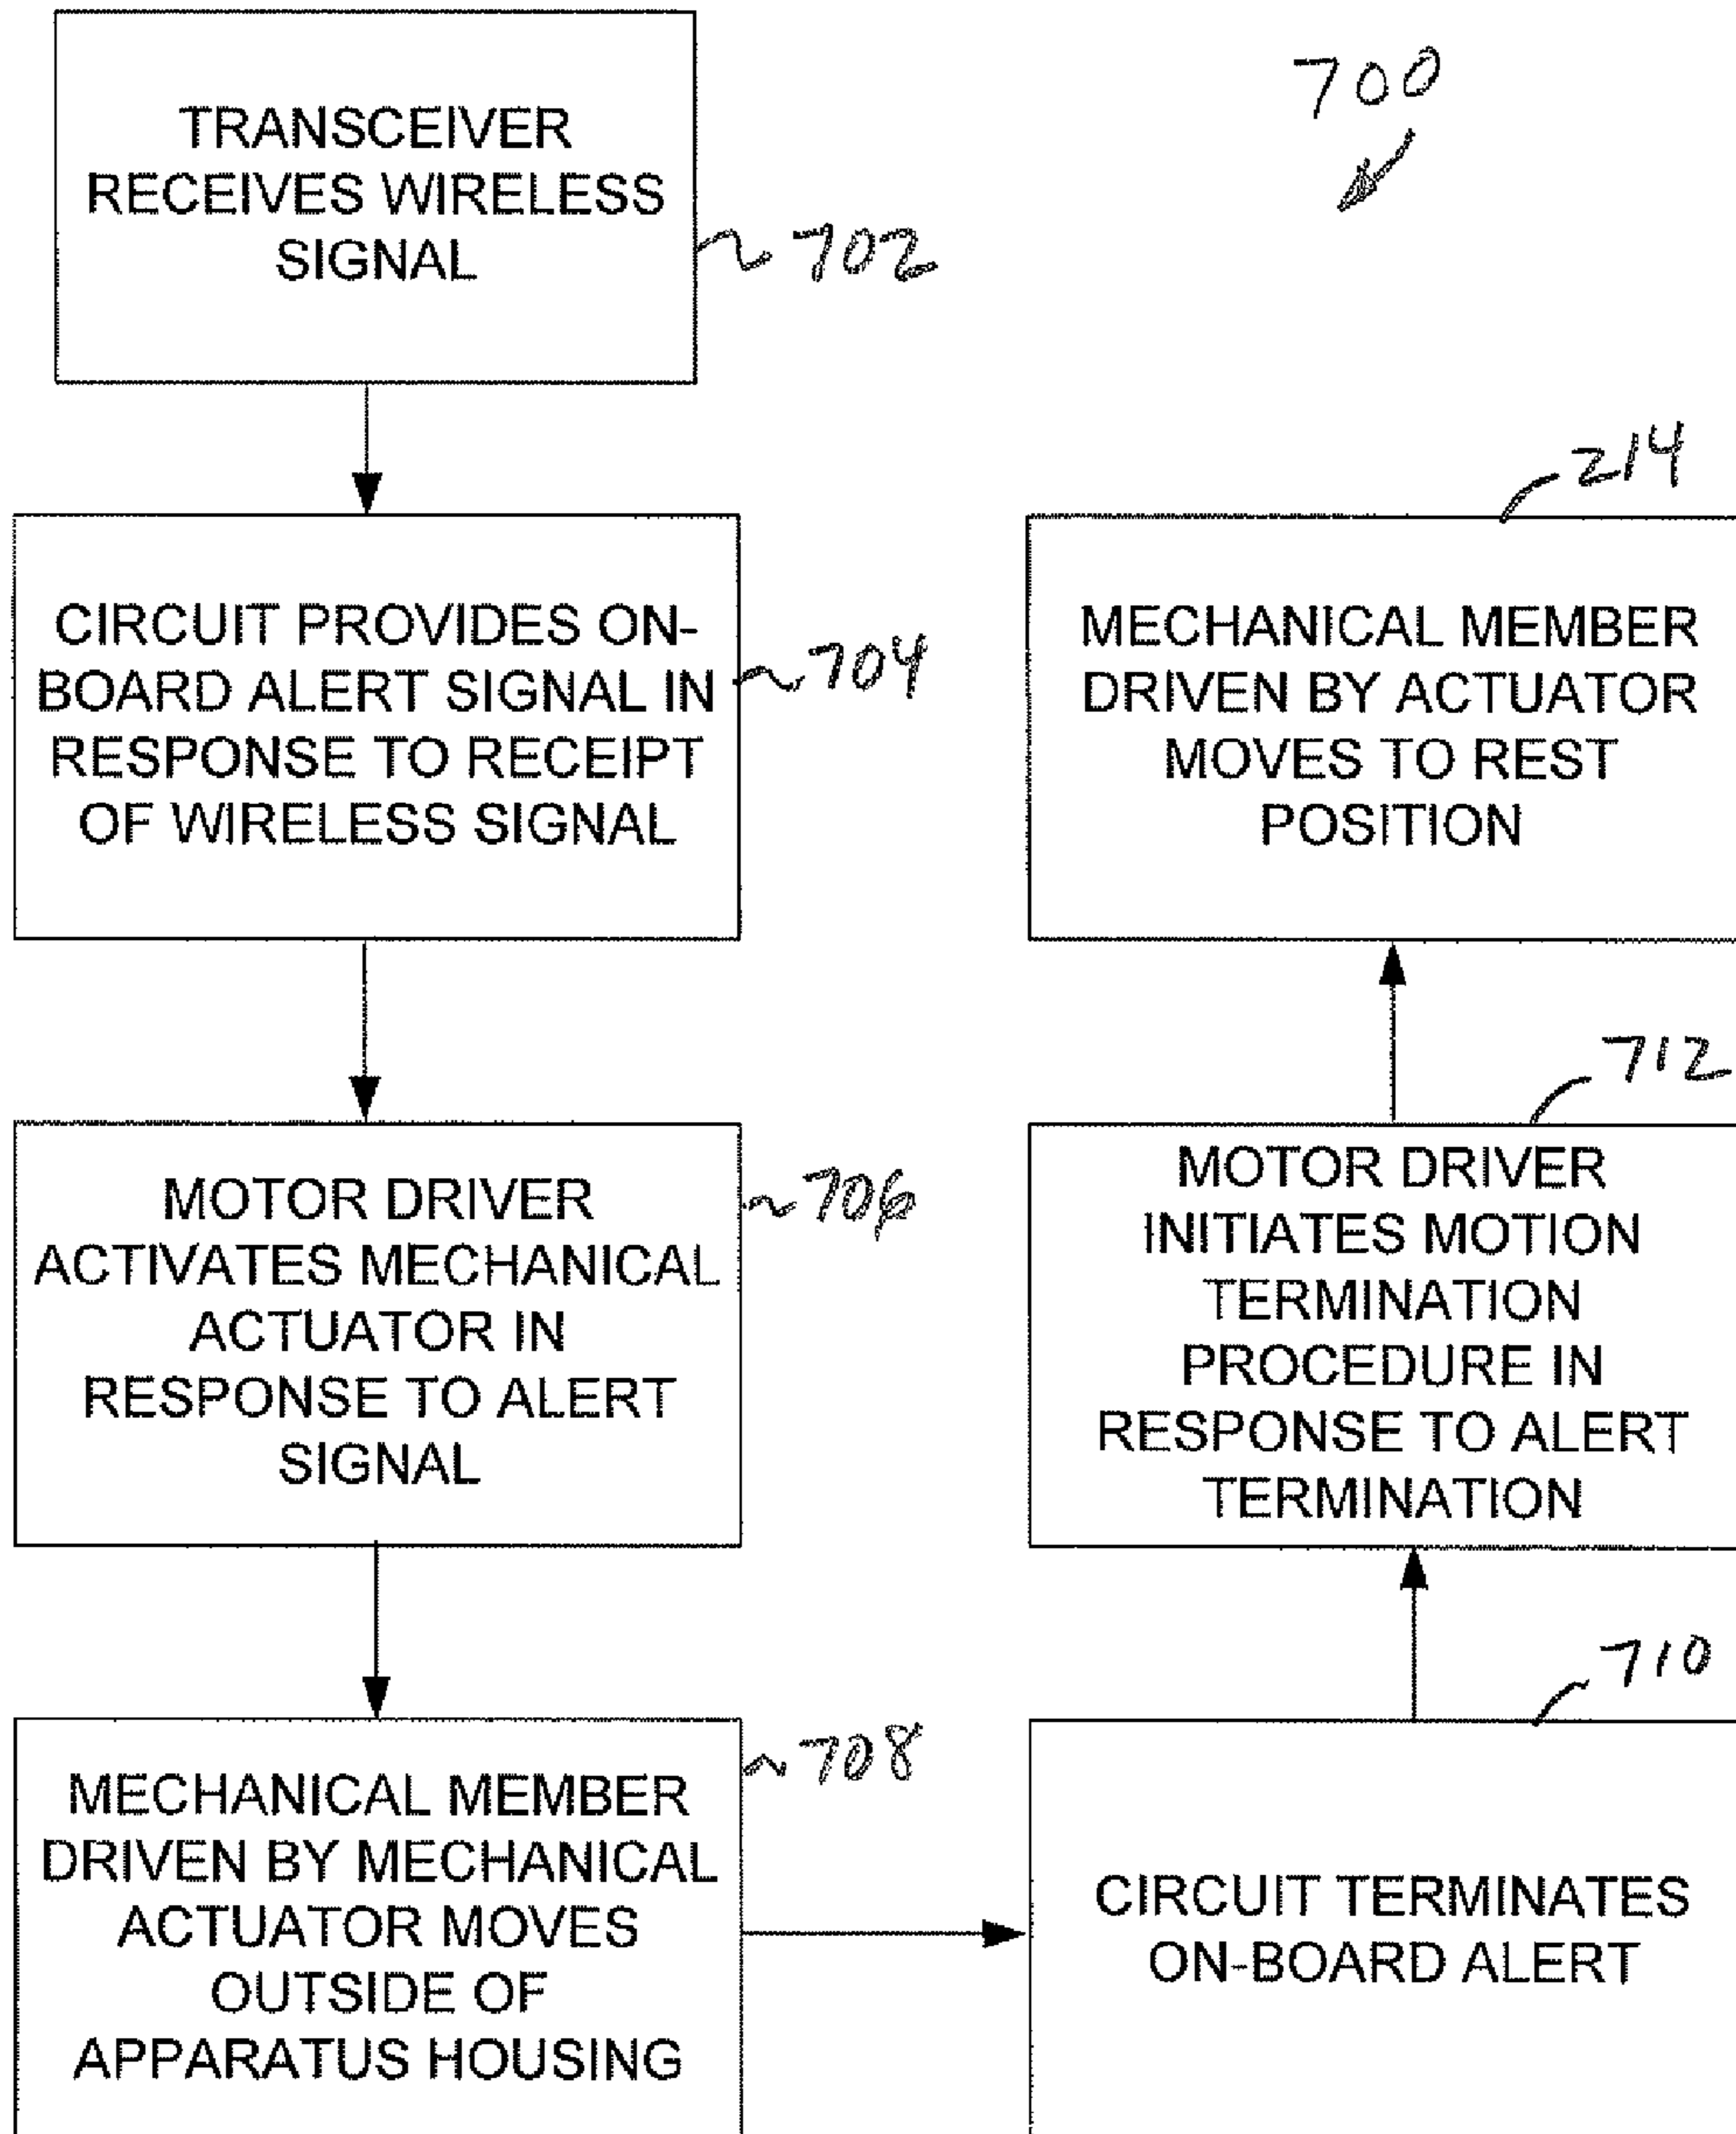 700
TRANSCEIVER
RECEIVES WIRELESS
SIGNAL
702
CIRCUIT PROVIDES ON-
BOARD ALERT SIGNAL IN
RESPONSE TO RECEIPT
OF WIRELESS SIGNAL
704
MOTOR DRIVER
ACTIVATES MECHANICAL
ACTUATOR IN
RESPONSE TO ALERT
SIGNAL
706
MECHANICAL MEMBER
DRIVEN BY MECHANICAL
ACTUATOR MOVES
OUTSIDE OF
APPARATUS HOUSING
708
710
CIRCUIT TERMINATES
ON-BOARD ALERT
712
MOTOR DRIVER
INITIATES MOTION
TERMINATION
PROCEDURE IN
RESPONSE TO ALERT
TERMINATION
214
MECHANICAL MEMBER
DRIVEN BY ACTUATOR
MOVES TO REST
POSITION